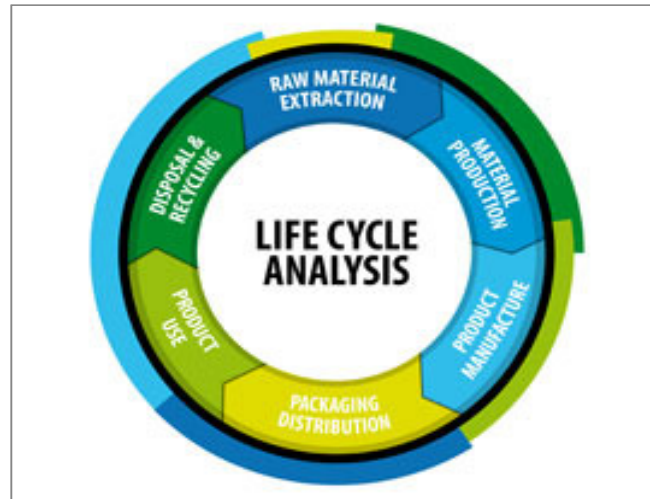 RAW MATERIAL
EXTRACTION
MATERIAL
PRODUCTION
PRODUCT
MANUFACTURE
PACKAGING
DISTRIBUTION
PRODUCT
USE
DISPOSAL &
RECYCLING
LIFE CYCLE
ANALYSIS